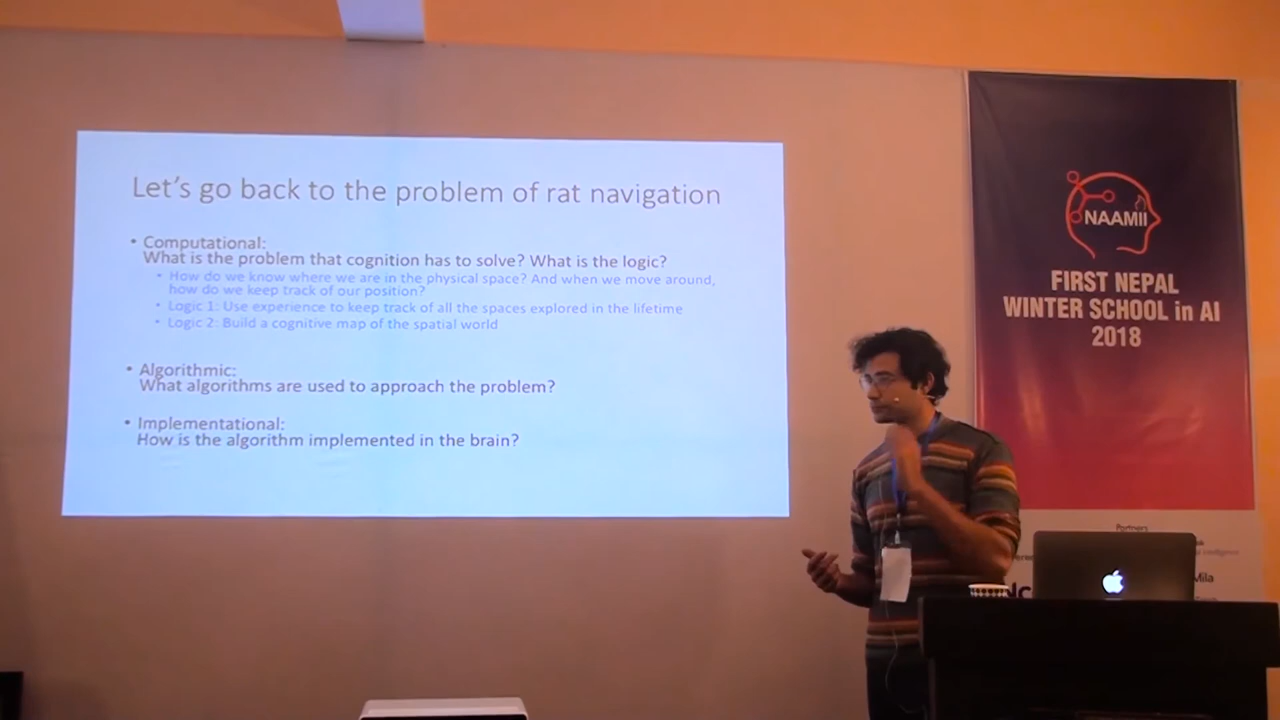 Let's go back to the problem of rat navigation
• Computational:
What is the problem that cognition has to solve? What is the logic?
• How do we know where we are in the physical space? And when we move around,
how do we keep track of our position?
• Logic 1: Use experience to keep track of all the spaces explored in the lifetime
• Logic 2: Build a cognitive map of the spatial world
• Algorithmic:
What algorithms are used to approach the problem?
• Implementational:
How is the algorithm implemented in the brain?
NAAMII
FIRST NEPAL
WINTER SCHOOL in AI
2018
Partners
Mila